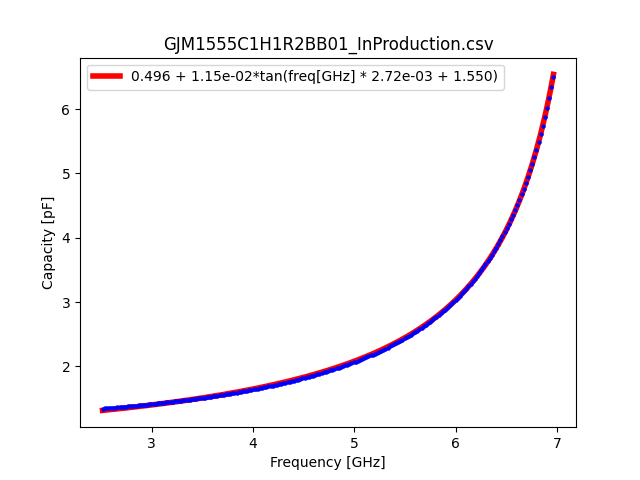 GJM1555C1H1R2BB01_InProduction.csv
0.496 + 1.15e-02*tan(freq[GHz] * 2.72e-03 + 1.550)
Capacity [pF]
6
5
4
3
2
3 4 5 6 7
Frequency [GHz]